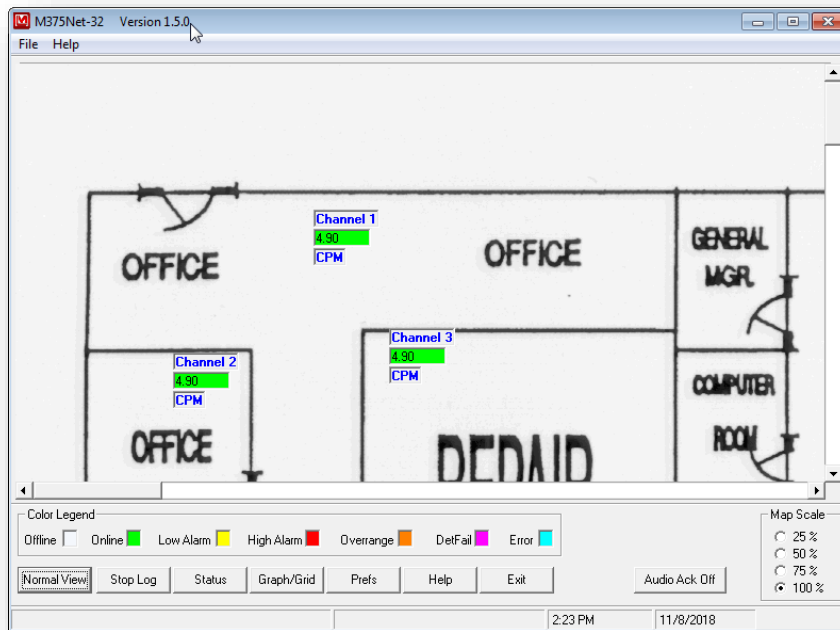 M375Net-32 Version 1.5.0
File Help
Channel 1
4.90
CPM
OFFICE
OFFICE
GENERAL
MGR.
Channel 3
4.90
CPM
Channel 2
4.90
CPM
OFFICE
REPAIR
COMPUTER
ROOM
Color Legend
Offline Online Low Alarm High Alarm Overrange DetFail Error
Map Scale
25 %
50 %
75 %
100 %
Normal View Stop Log Status Graph/Grid Prefs Help Exit Audio Ack Off
2:23 PM 11/8/2018